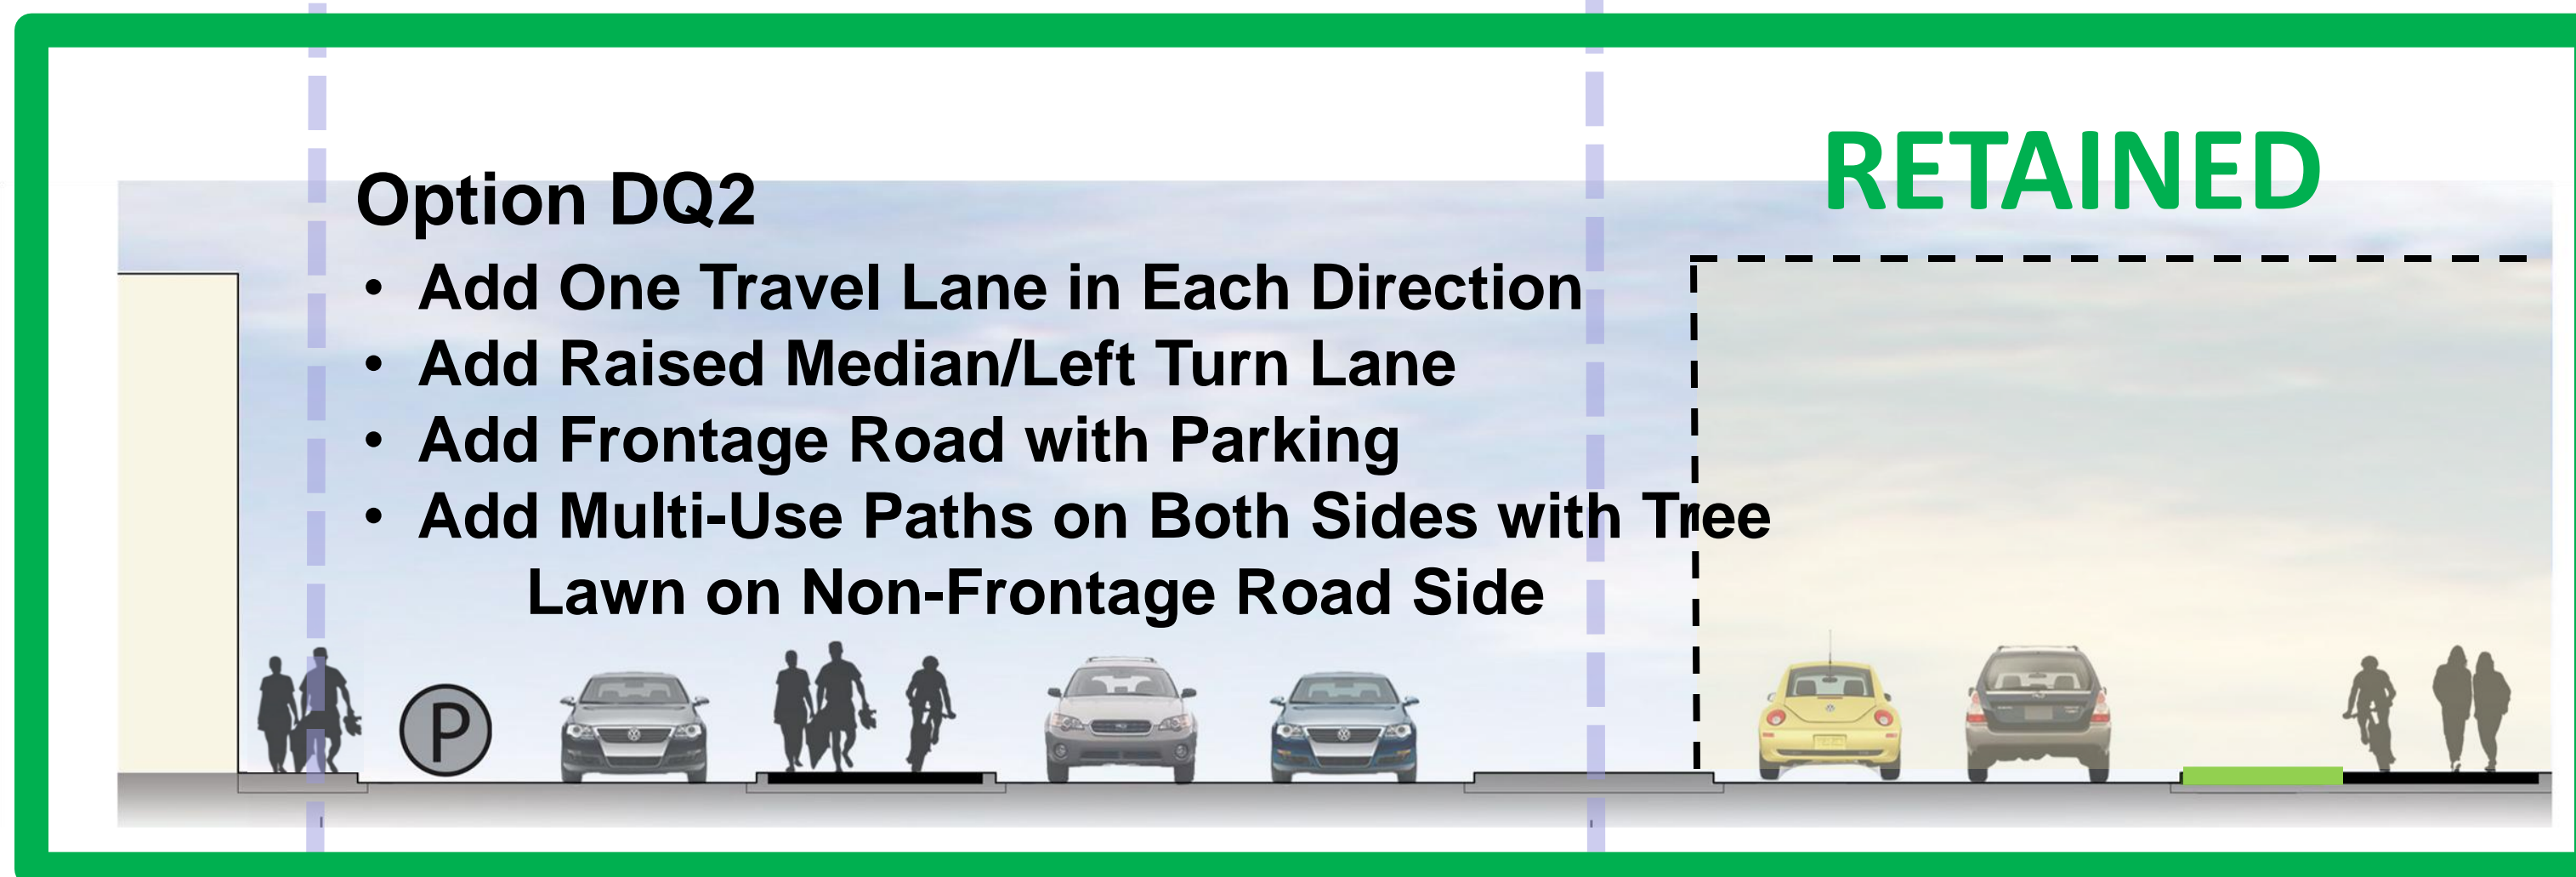 RETAINED
Option DQ2
• Add One Travel Lane in Each Direction
• Add Raised Median/Left Turn Lane
• Add Frontage Road with Parking
• Add Multi-Use Paths on Both Sides with Tree
Lawn on Non-Frontage Road Side
P